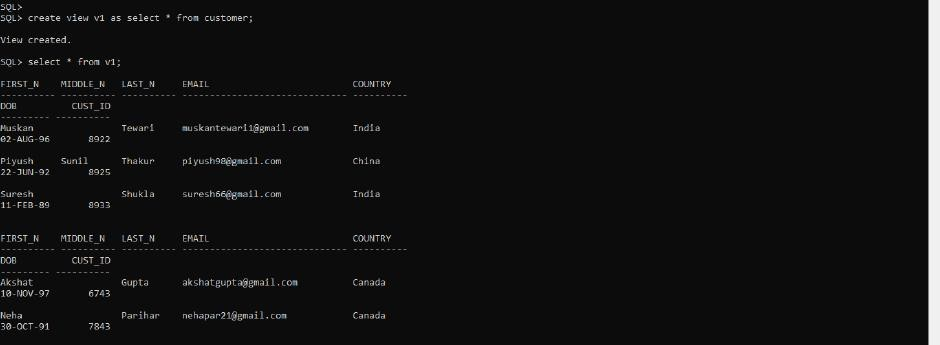 SQL>
SQL> create view v1 as select * from customer;
View created.
SQL> select * from v1;
FIRST_N MIDDLE_N LAST_N EMAIL COUNTRY
---------- ---------- ---------- ------------------------------ ----------
DOB CUST_ID
--------- ----------
Muskan Tewari muskantewari1@gmail.com India
02-AUG-96 8922
Piyush Sunil Thakur piyush98@gmail.com China
22-JUN-92 8925
Suresh Shukla suresh66@gmail.com India
11-FEB-89 8933
FIRST_N MIDDLE_N LAST_N EMAIL COUNTRY
---------- ---------- ---------- ------------------------------ ----------
DOB CUST_ID
--------- ----------
Akshat Gupta akshatgupta@gmail.com Canada
10-NOV-97 6743
Neha Parihar nehapar21@gmail.com Canada
30-OCT-91 7843